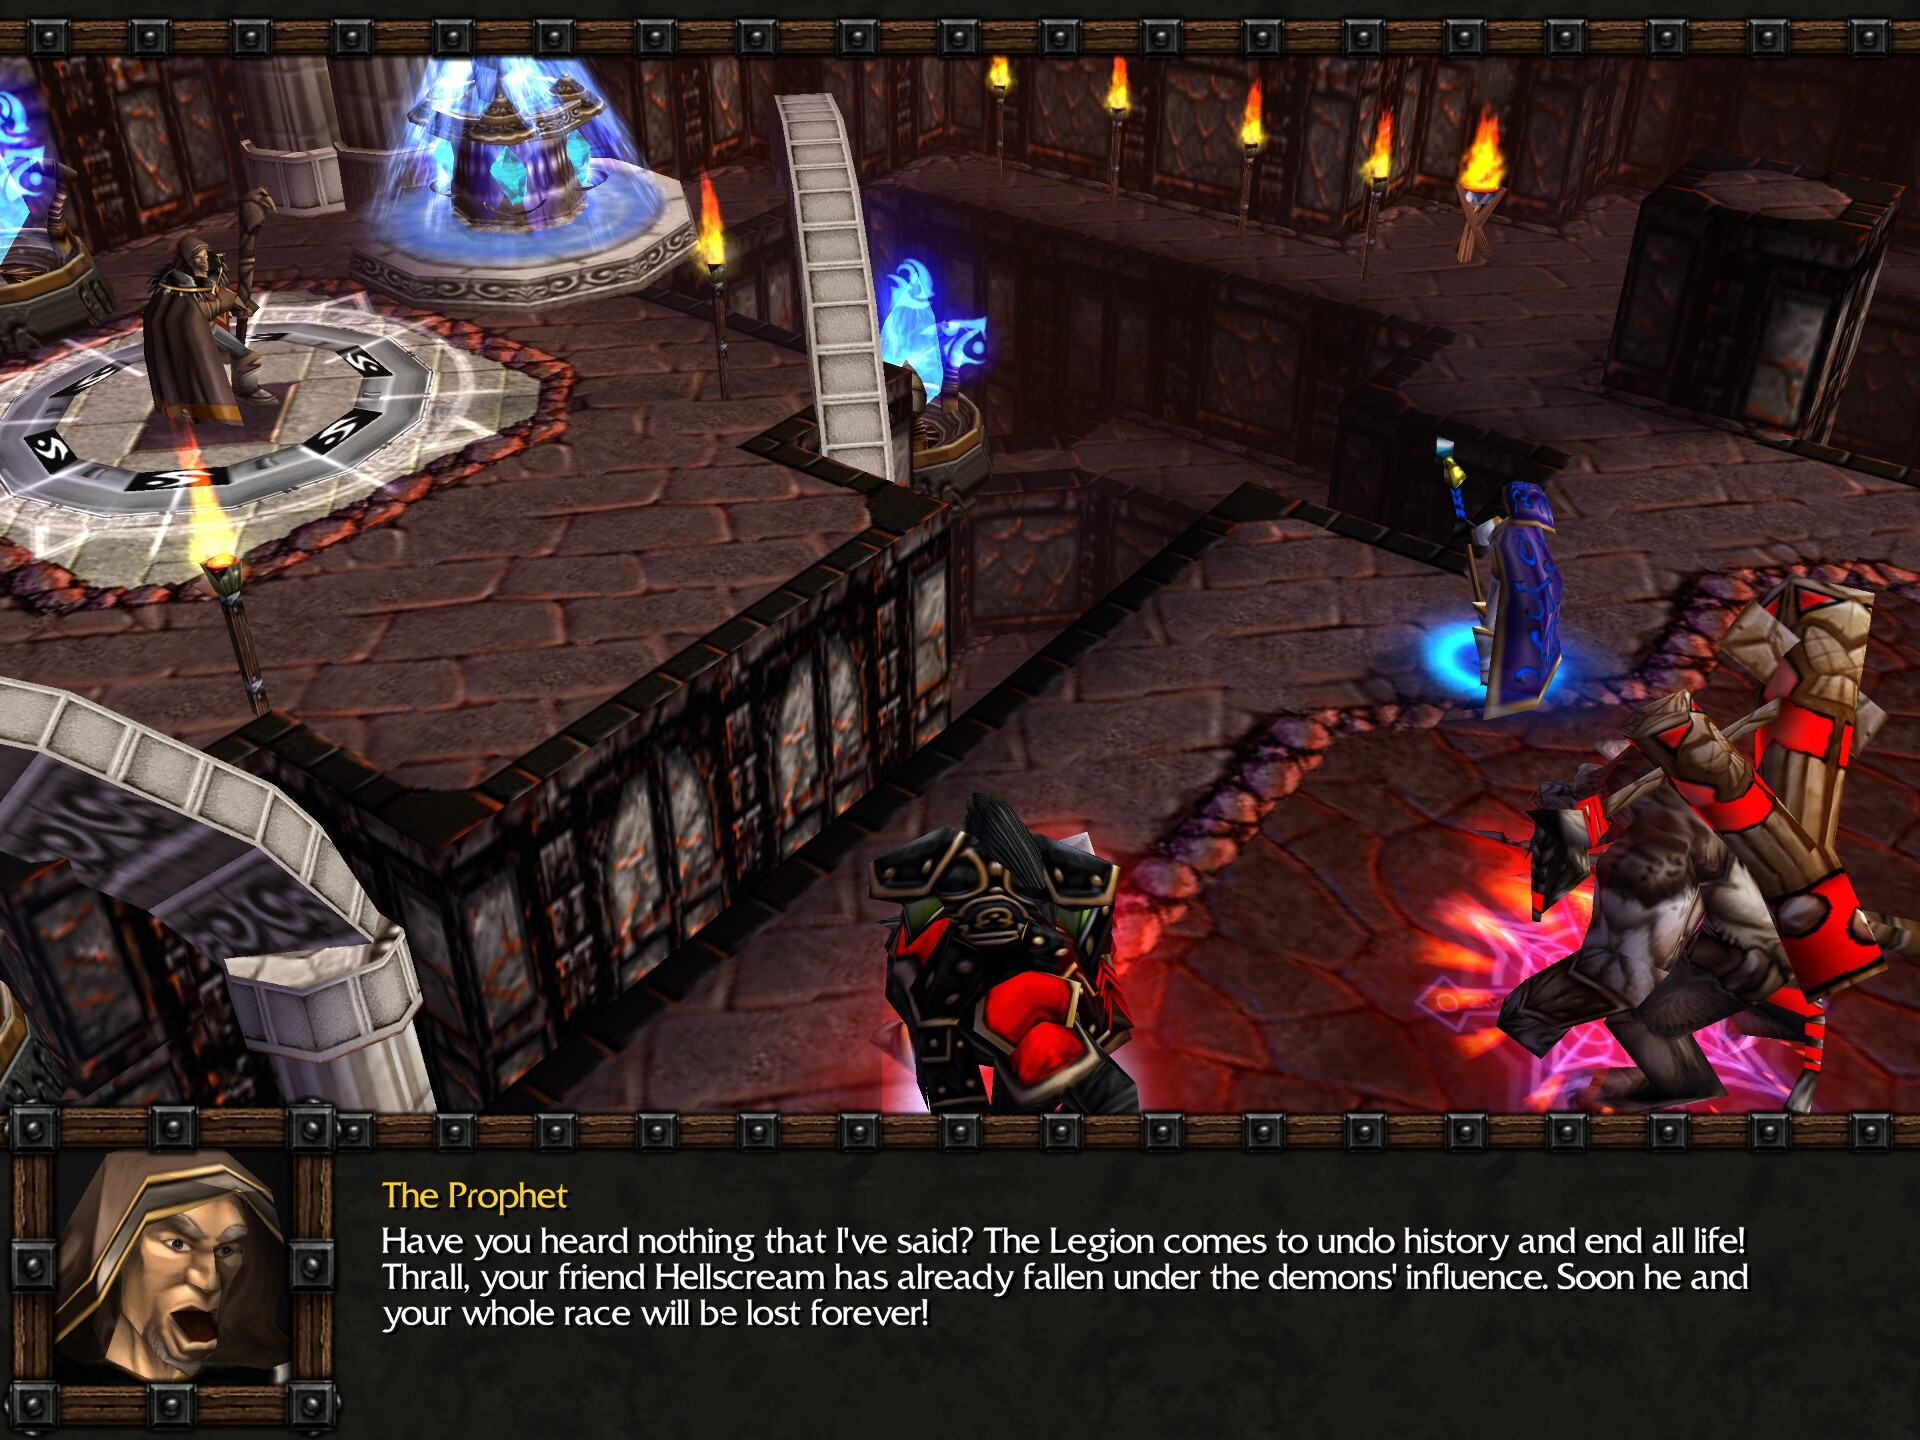 The Prophet
Have you heard nothing that I've said? The Legion comes to undo history and end all life!
Thrall, your friend Hellscream has already fallen under the demons' influence. Soon he and
your whole race will be lost forever!